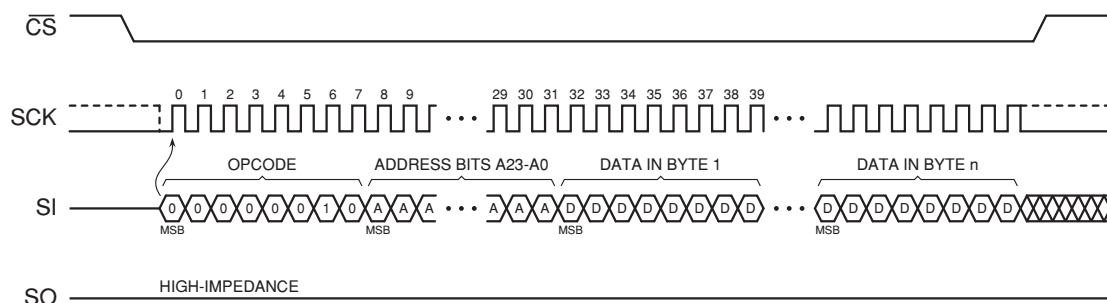 CS
SCK
0 1 2 3 4 5 6 7 8 9 29 30 31 32 33 34 35 36 37 38 39
OPCODE ADDRESS BITS A23-A0 DATA IN BYTE 1 DATA IN BYTE n
SI
0 0 0 0 0 0 1 0 A A A A A A D D D D D D D D D D D D D D D D
MSB MSB MSB MSB
HIGH-IMPEDANCE
SO